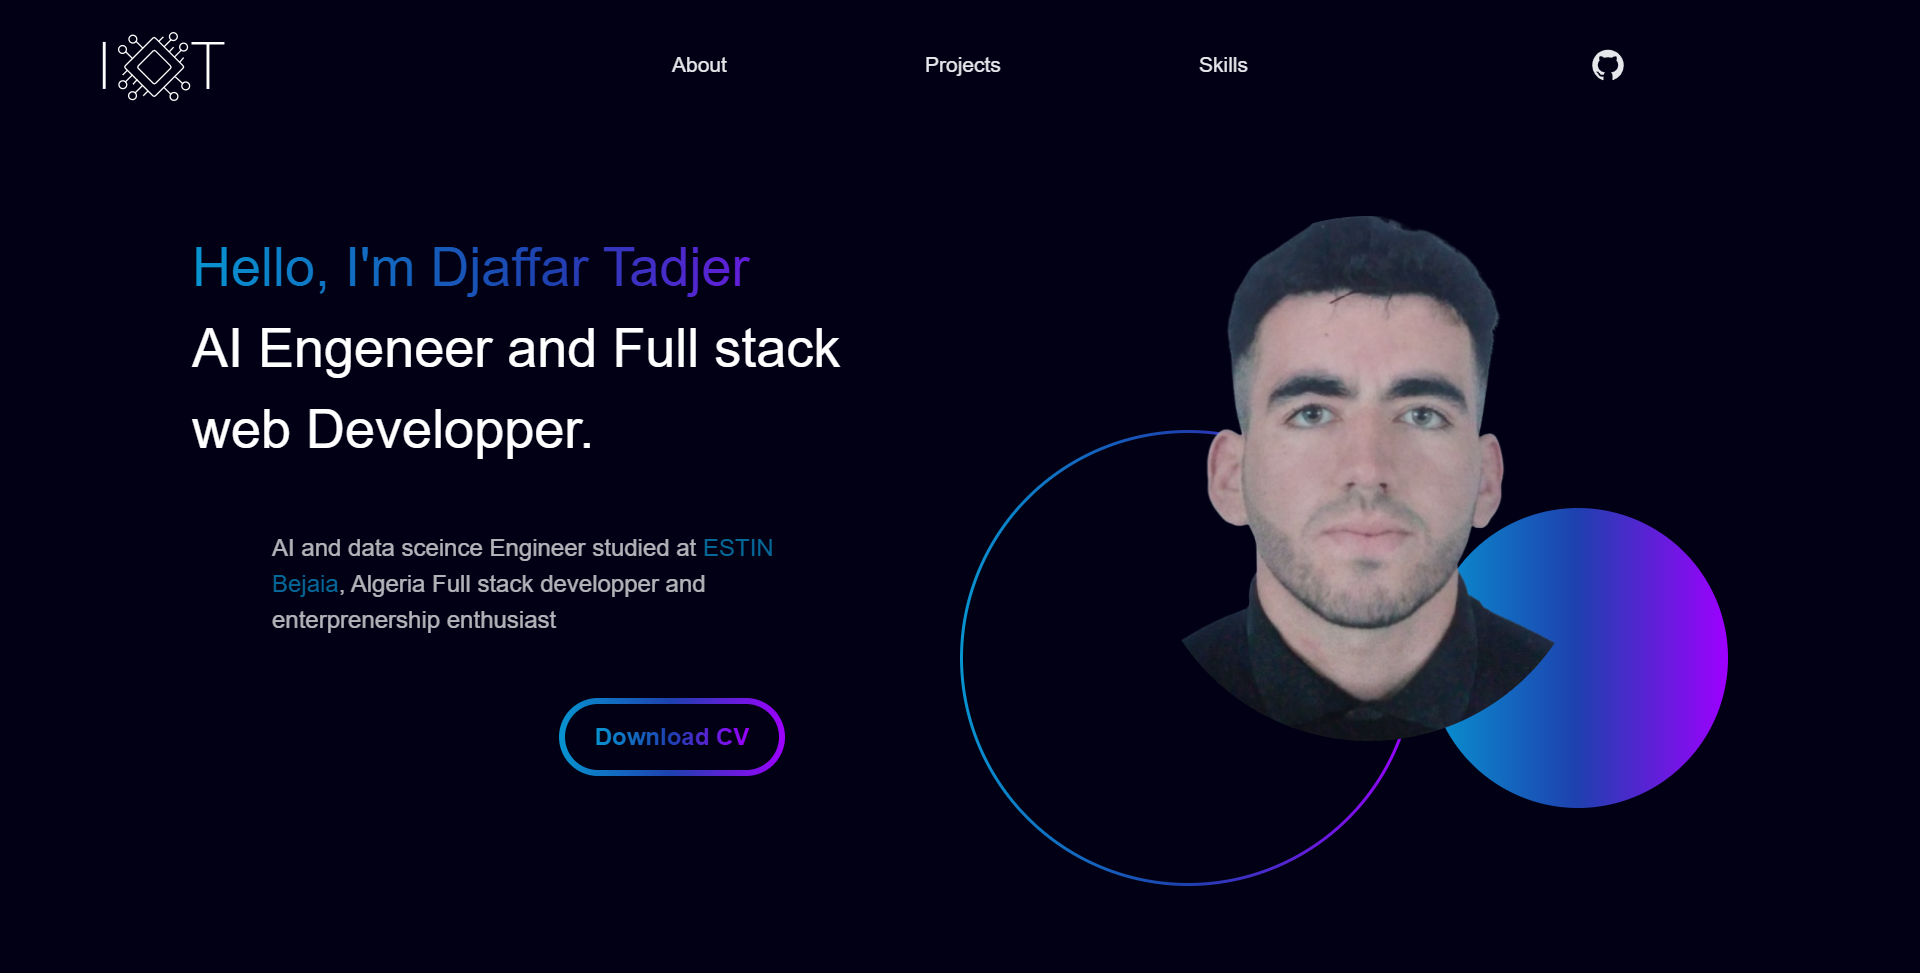 IOT
About
Projects
Skills
Hello, I'm Djaffar Tadjer
AI Engeneer and Full stack
web Developper.
AI and data sceince Engineer studied at ESTIN
Bejaia, Algeria Full stack developper and
enterprenership enthusiast
Download CV